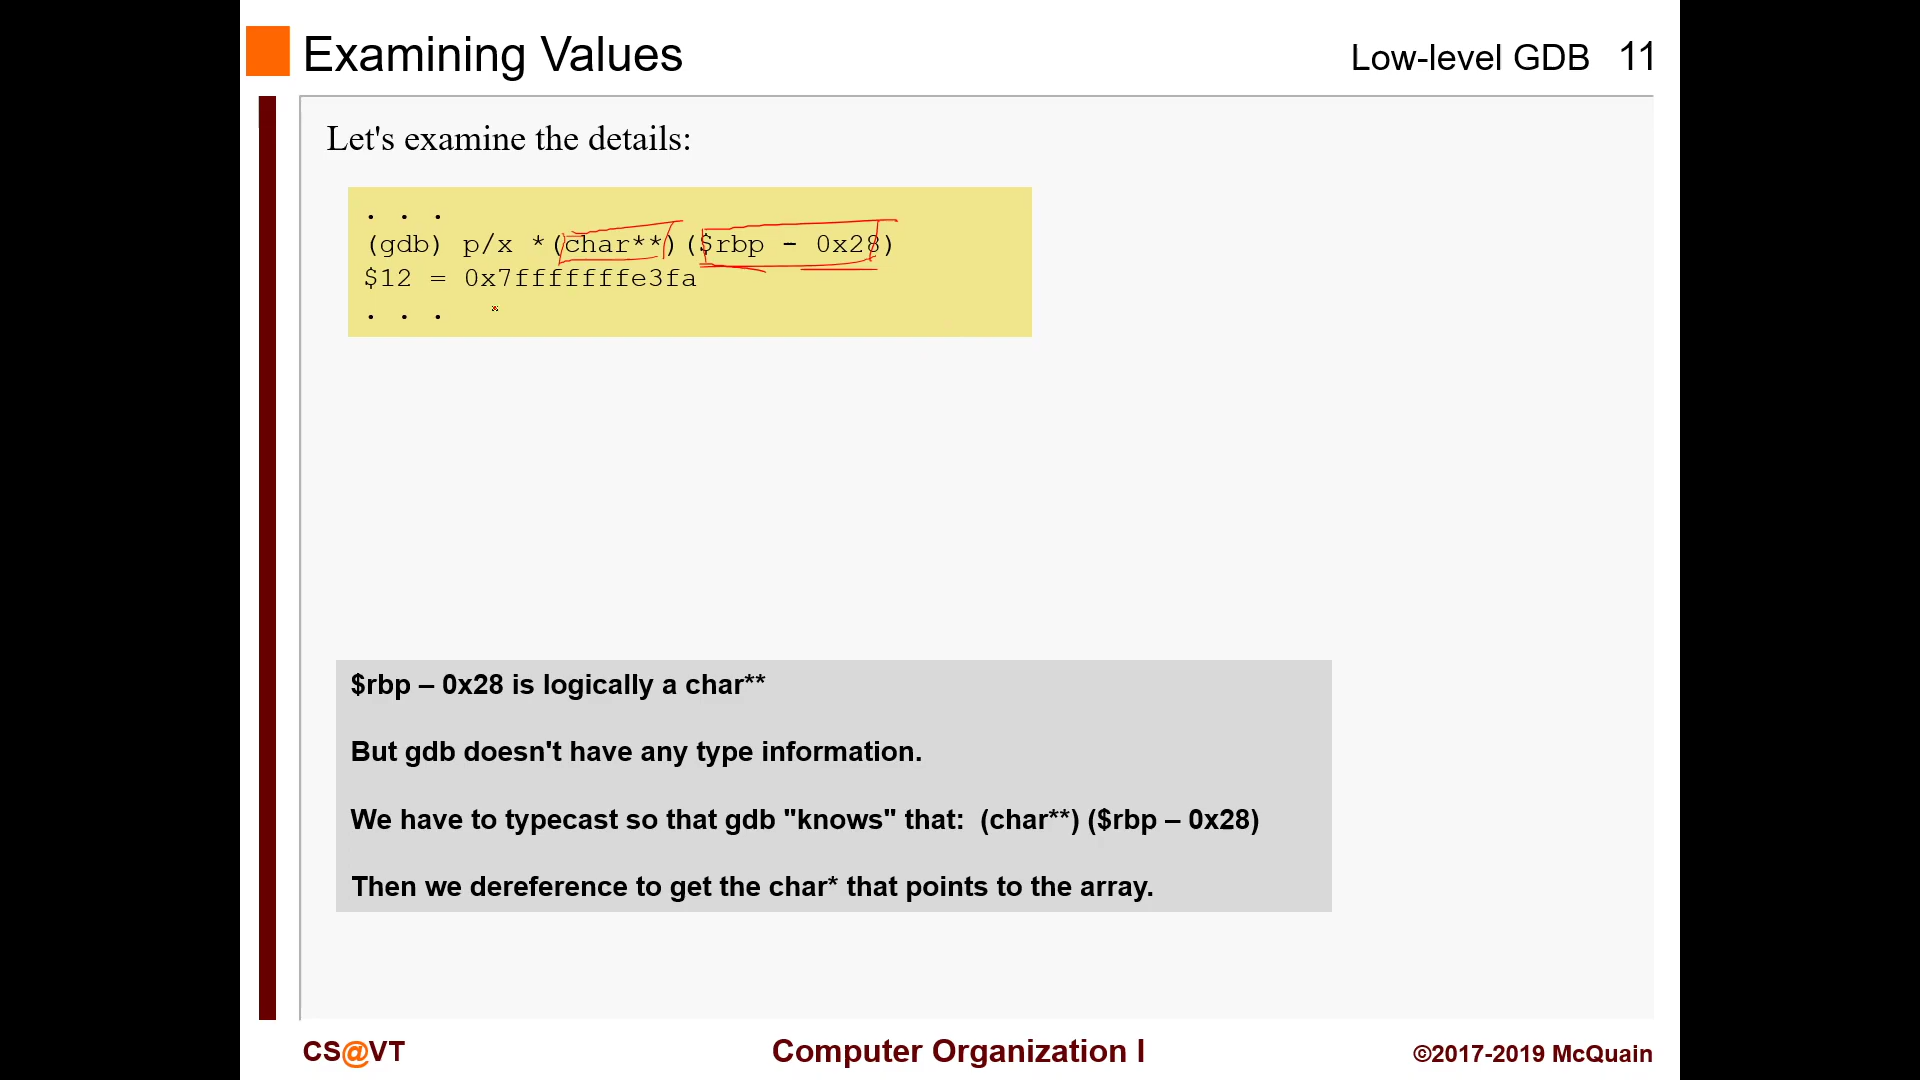 Examining Values
Low-level GDB 11
Let's examine the details:
. . .
(gdb) p/x *(char**)($rbp - 0x28)
$12 = 0x7fffffffe3fa
. . .
$rbp – 0x28 is logically a char**
But gdb doesn't have any type information.
We have to typecast so that gdb "knows" that: (char**) ($rbp – 0x28)
Then we dereference to get the char* that points to the array.
CS@VT
Computer Organization I
©2017-2019 McQuain